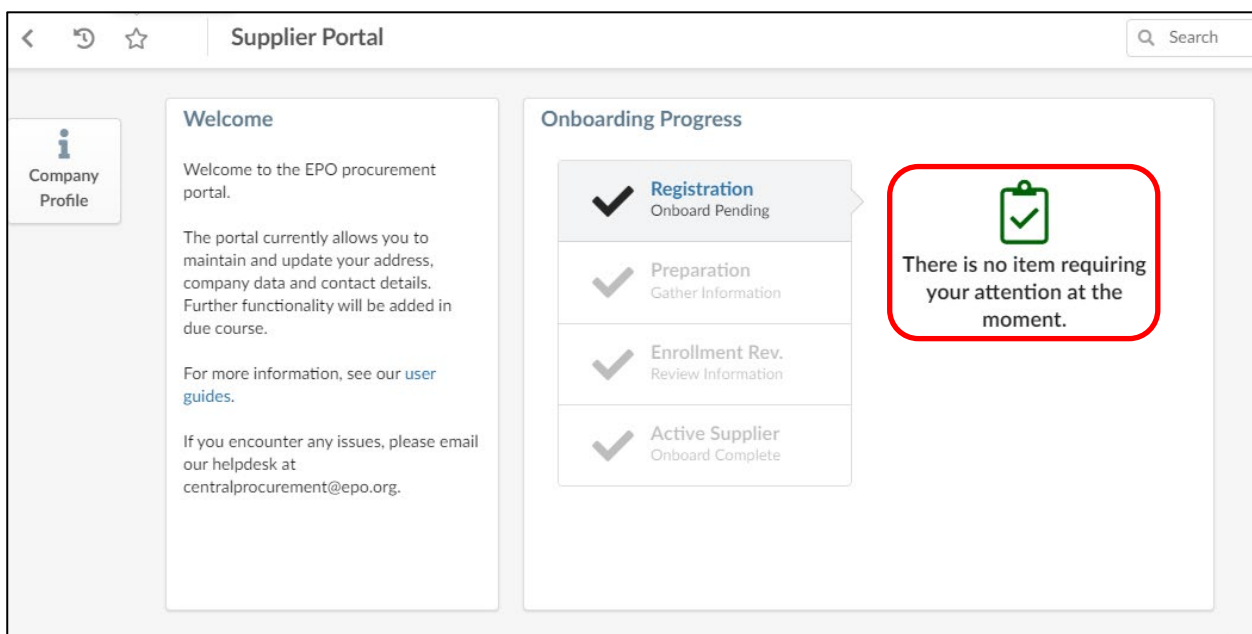 Supplier Portal
Search
Company
Profile
Welcome
Welcome to the EPO procurement
portal.
The portal currently allows you to
maintain and update your address,
company data and contact details.
Further functionality will be added in
due course.
For more information, see our user
guides.
If you encounter any issues, please email
our helpdesk at
centralprocurement@epo.org.
Onboarding Progress
Registration
Onboard Pending
Preparation
Gather Information
Enrollment Rev.
Review Information
Active Supplier
Onboard Complete
There is no item requiring
your attention at the
moment.